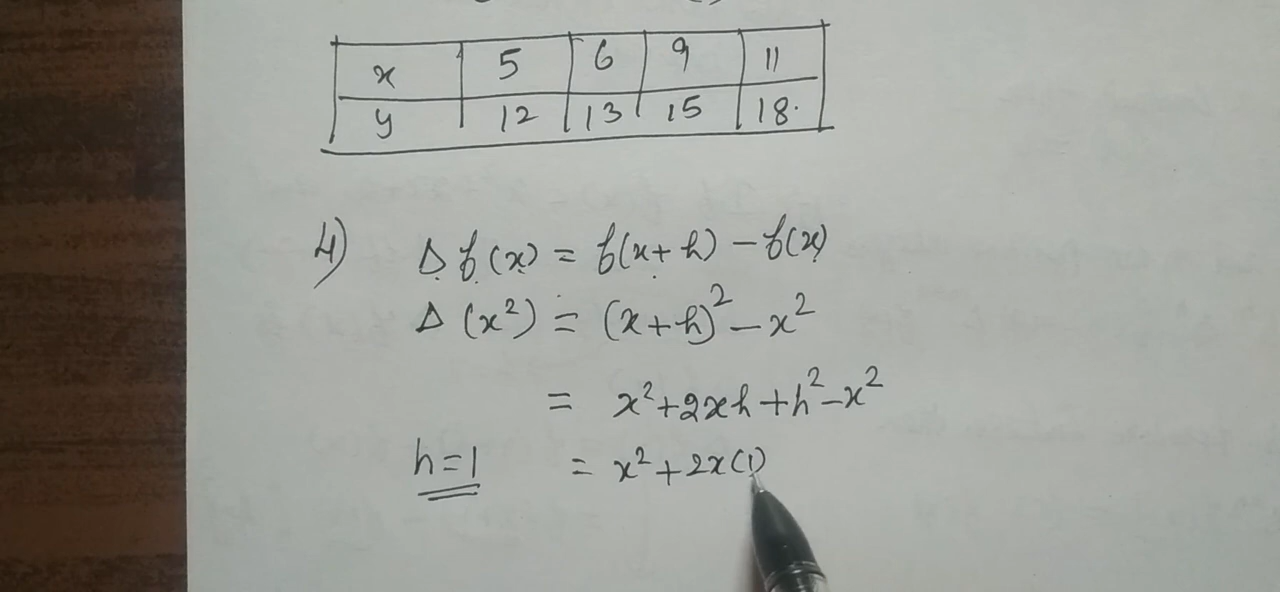 x 5 6 9 11
y 12 13 15 18.
4) Δ f(x) = f(x+h) - f(x)
Δ (x²) = (x+h)² - x²
= x² + 2xh + h² - x²
h=1 = x² + 2x(1)